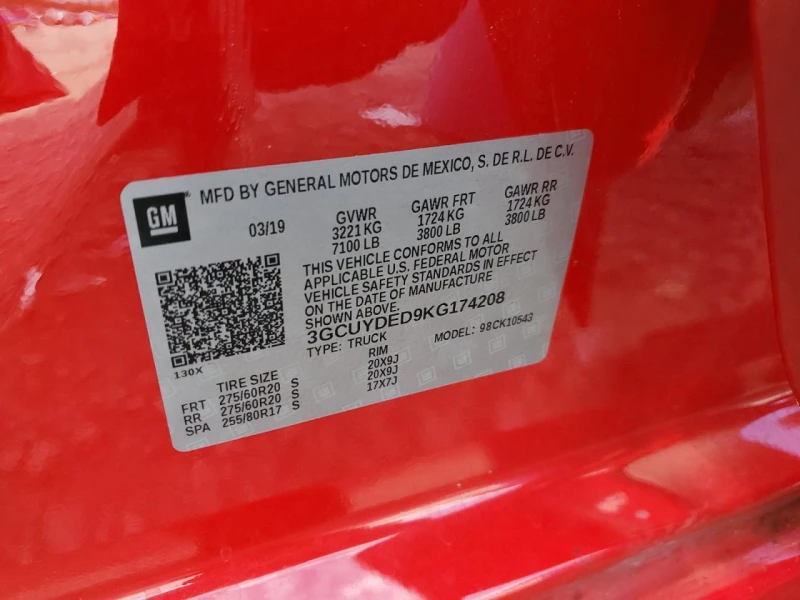 GM
MFD BY GENERAL MOTORS DE MEXICO, S. DE R.L. DE C.V.
03/19 GVWR GAWR FRT GAWR RR
3221 KG 1724 KG 1724 KG
7100 LB 3800 LB 3800 LB
THIS VEHICLE CONFORMS TO ALL
APPLICABLE U.S. FEDERAL MOTOR
VEHICLE SAFETY STANDARDS IN EFFECT
ON THE DATE OF MANUFACTURE
SHOWN ABOVE.
3GCUYDED9KG174208
TYPE: TRUCK MODEL: 98CK10543
130X
TIRE SIZE RIM
FRT 275/60R20 S 20X9J
RR 275/60R20 S 20X9J
SPA 255/80R17 S 17X7J